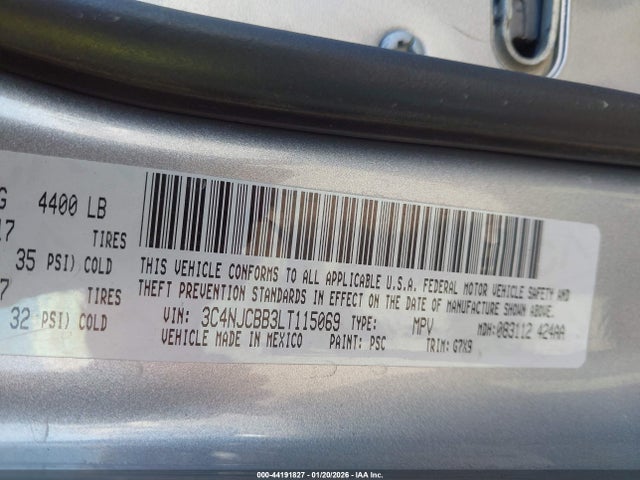 G 4400 LB
17 TIRES
35 PSI) COLD
7 TIRES
32 PSI) COLD
THIS VEHICLE CONFORMS TO ALL APPLICABLE U.S.A. FEDERAL MOTOR VEHICLE SAFETY AND
THEFT PREVENTION STANDARDS IN EFFECT ON THE DATE OF MANUFACTURE SHOWN ABOVE.
VIN: 3C4NJCBB3LT115069 TYPE: MPV MDH: 083112 424AA
VEHICLE MADE IN MEXICO PAINT: PSC TRIM: G7X9
000-44191827 | 01/20/2026 | IAA Inc.